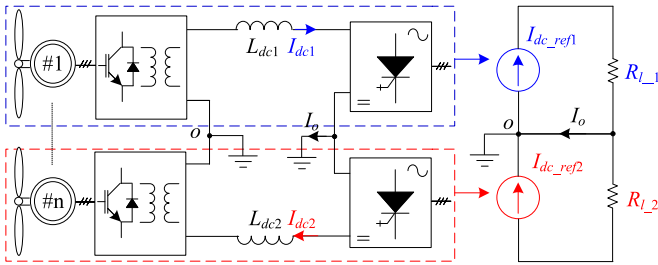 #1
L_dc1
I_dc1
I_o
o
=
I_dc_ref1
R_l_1
o
I_o
#n
L_dc2
I_dc2
=
I_dc_ref2
R_l_2